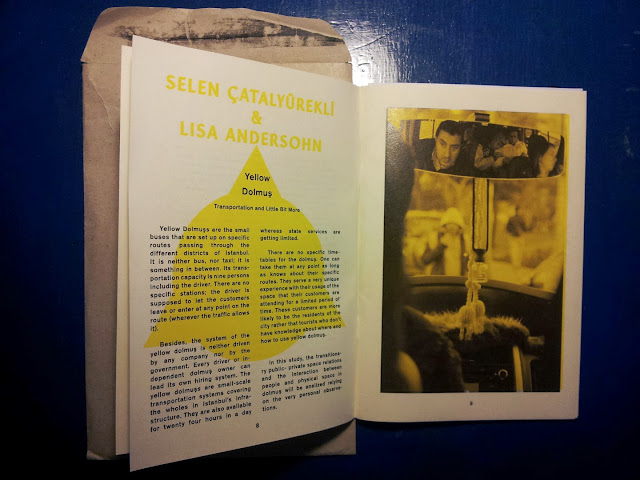 SELEN ÇATALYÜREKLİ
&
LISA ANDERSOHN
Yellow
Dolmuş
Transportation and Little Bit More
Yellow Dolmuşs are the small
buses that are set up on specific
routes passing through the
different districts of Istanbul.
It is neither bus, nor taxi; it is
something in between. Its trans-
portation capacity is nine persons
including the driver. There are no
specific stations; the driver is
supposed to let the customers
leave or enter at any point on the
route (wherever the traffic allows
it).
Besides, the system of the
yellow dolmuş is neither driven
by any company nor by the
government. Every driver or in-
dependent dolmuş owner can
lead its own hiring system. The
yellow dolmuşs are small-scale
transportation systems covering
the wholes in Istanbul's infra-
structure. They are also available
for twenty four hours in a day
whereas state services are
getting limited.
There are no specific time-
tables for the dolmuş. One can
take them at any point as long
as knows about their specific
routes. They serve a very unique
experience with their usage of the
space that their customers are
attending for a limited period of
time. These customers are more
likely to be the residents of the
city rather that tourists who don't
have knowledge about where and
how to use yellow dolmuş.
In this study, the transitione-
ry public- private space relations
and the interaction between
people and physical space in
dolmuş will be analized relying
on the very personal observa-
tions.
8